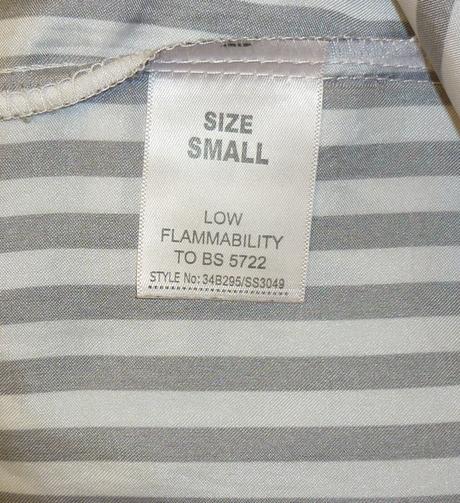 SIZE
SMALL
LOW
FLAMMABILITY
TO BS 5722
STYLE No: 34B295/SS3049